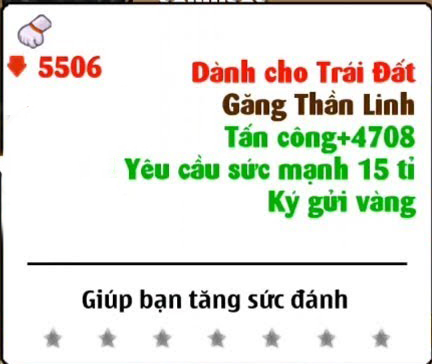 5506
Dành cho Trái Đất
Găng Thần Linh
Tấn công+4708
Yêu cầu sức mạnh 15 tỉ
Ký gửi vàng
Giúp bạn tăng sức đánh